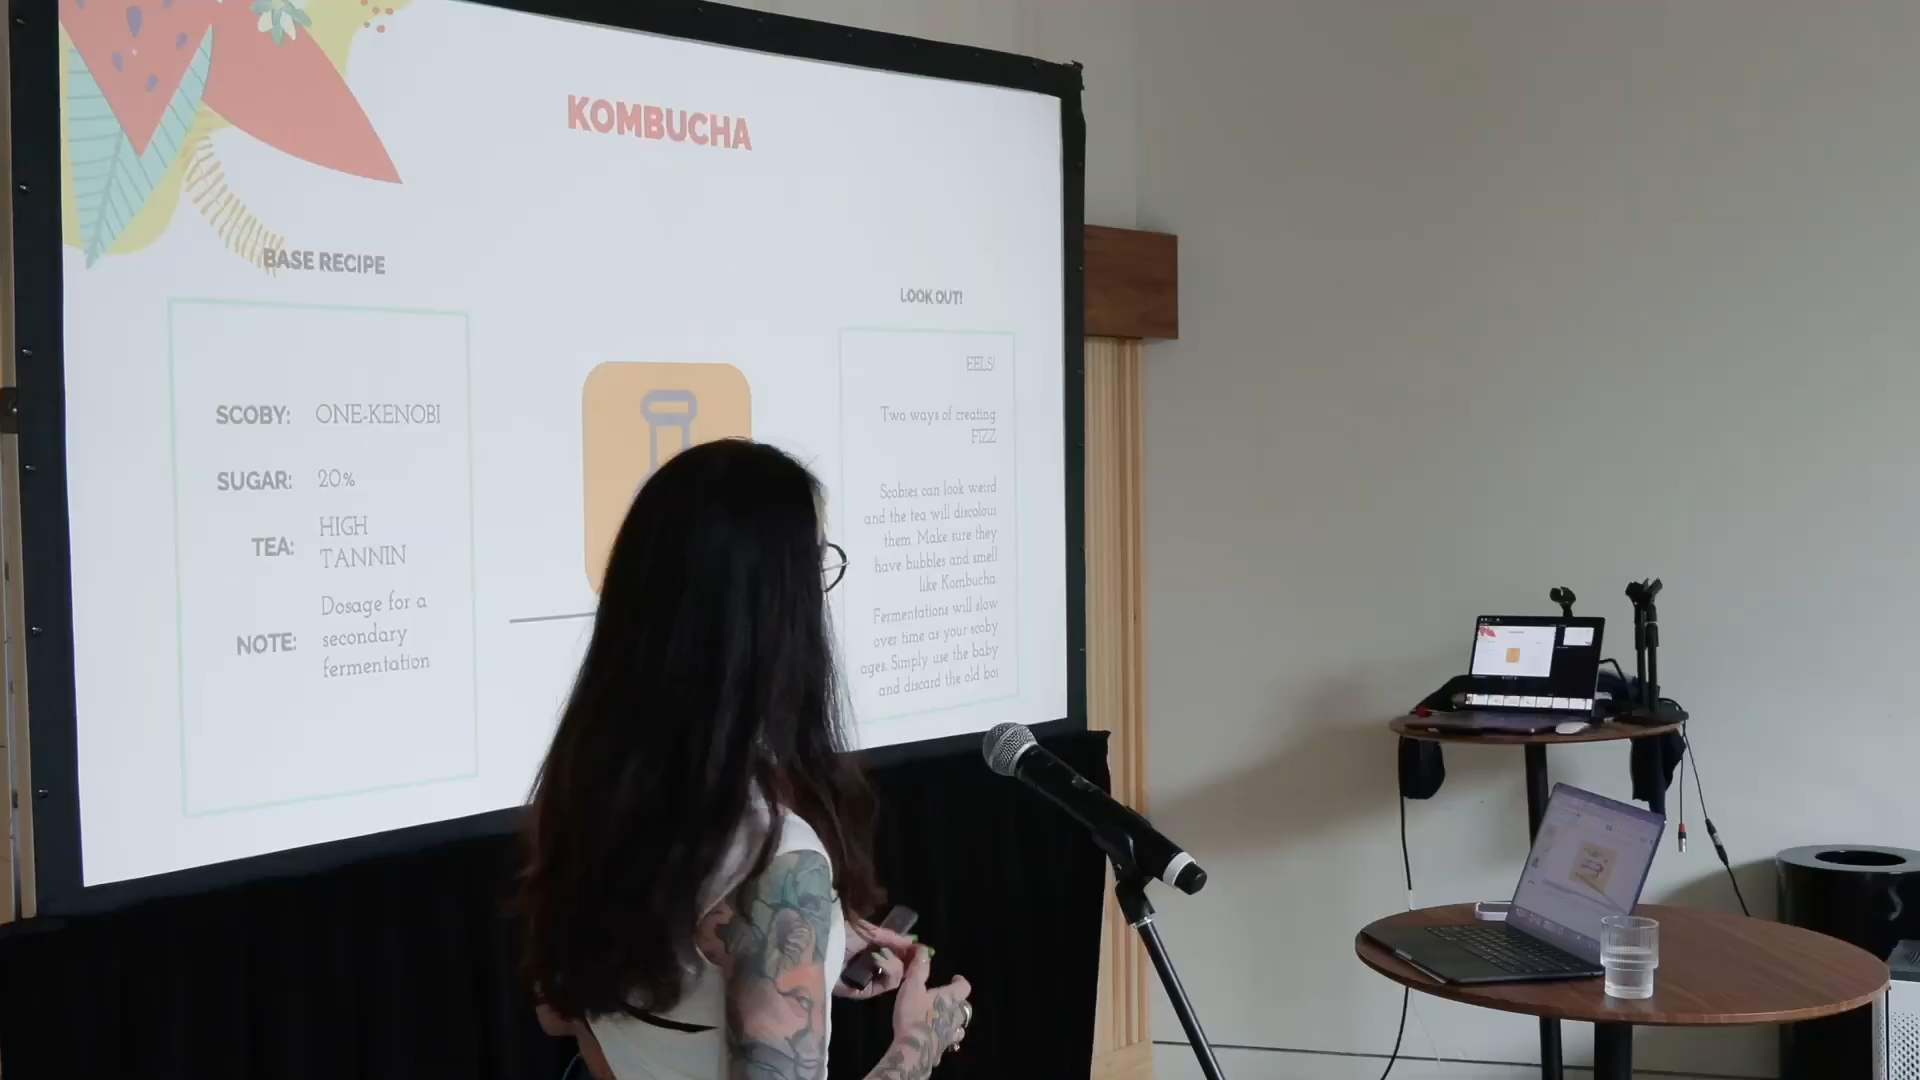 KOMBUCHA
BASE RECIPE
SCOBY: ONE-KENOBI
SUGAR: 20%
TEA: HIGH
TANNIN
NOTE: Dosage for a
secondary
fermentation
LOOK OUT!
EELS!
Two ways of creating
FIZZ
Scobies can look weird
and the tea will discolour
them. Make sure they
have bubbles and smell
like Kombucha.
Fermentations will slow
over time as your scoby
ages. Simply use the baby
and discard the old boi